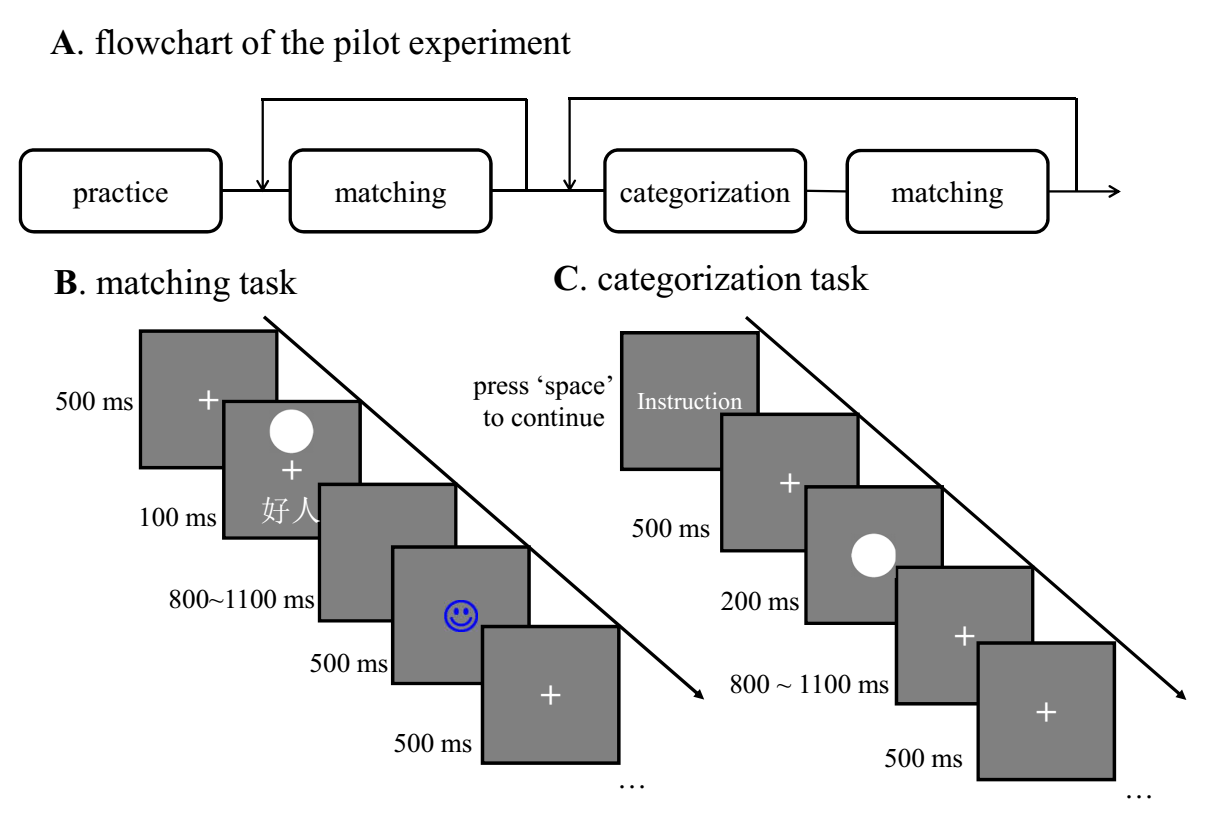 A. flowchart of the pilot experiment
practice
matching
categorization
matching
B. matching task
500 ms
+
+
好人
100 ms
800~1100 ms
500 ms
+
500 ms
...
C. categorization task
press ‘space’
to continue
Instruction
+
500 ms
200 ms
+
800 ~ 1100 ms
+
500 ms
...